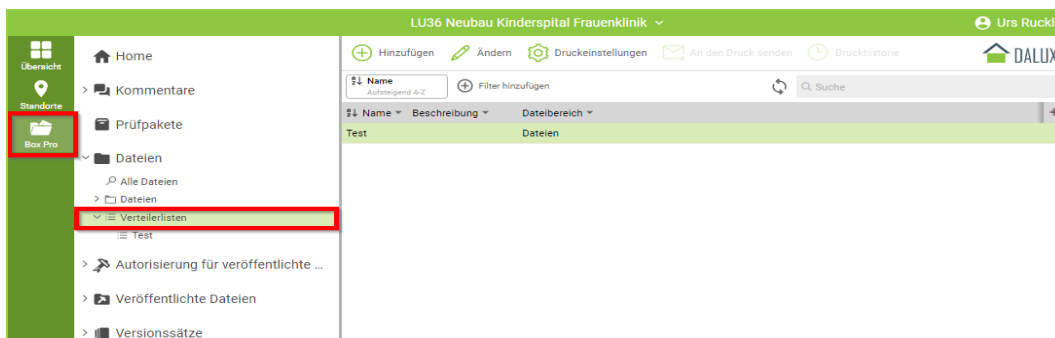 LU36 Neubau Kinderspital Frauenklinik
Urs Ruckl
Übersicht
Standorte
Box Pro
Home
Kommentare
Prüfpakete
Dateien
Alle Dateien
Dateien
Verteilerlisten
Test
Autorisierung für veröffentlichte ...
Veröffentlichte Dateien
Versionssätze
Hinzufügen Ändern Druckeinstellungen An den Druck senden Druckhistorie
DALUX
Name
Aufsteigend A-Z
Filter hinzufügen
Suche
Name Beschreibung Dateibereich
Test Dateien